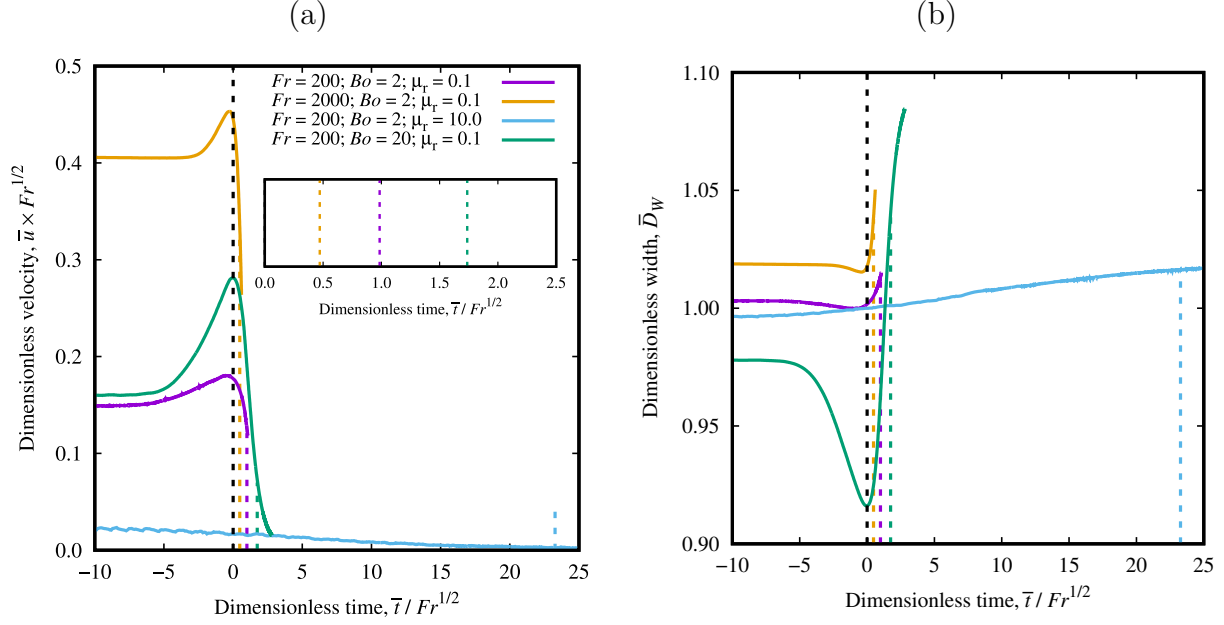 (a)
Dimensionless velocity, u̅ × Fr^1/2
0.5
0.4
0.3
0.2
0.1
0.0
Fr = 200; Bo = 2; μr = 0.1
Fr = 2000; Bo = 2; μr = 0.1
Fr = 200; Bo = 2; μr = 10.0
Fr = 200; Bo = 20; μr = 0.1
0.0 0.5 1.0 1.5 2.0 2.5
Dimensionless time, t̅ / Fr^1/2
−10 −5 0 5 10 15 20 25
Dimensionless time, t̅ / Fr^1/2
(b)
Dimensionless width, D̅W
1.10
1.05
1.00
0.95
0.90
−10 −5 0 5 10 15 20 25
Dimensionless time, t̅ / Fr^1/2